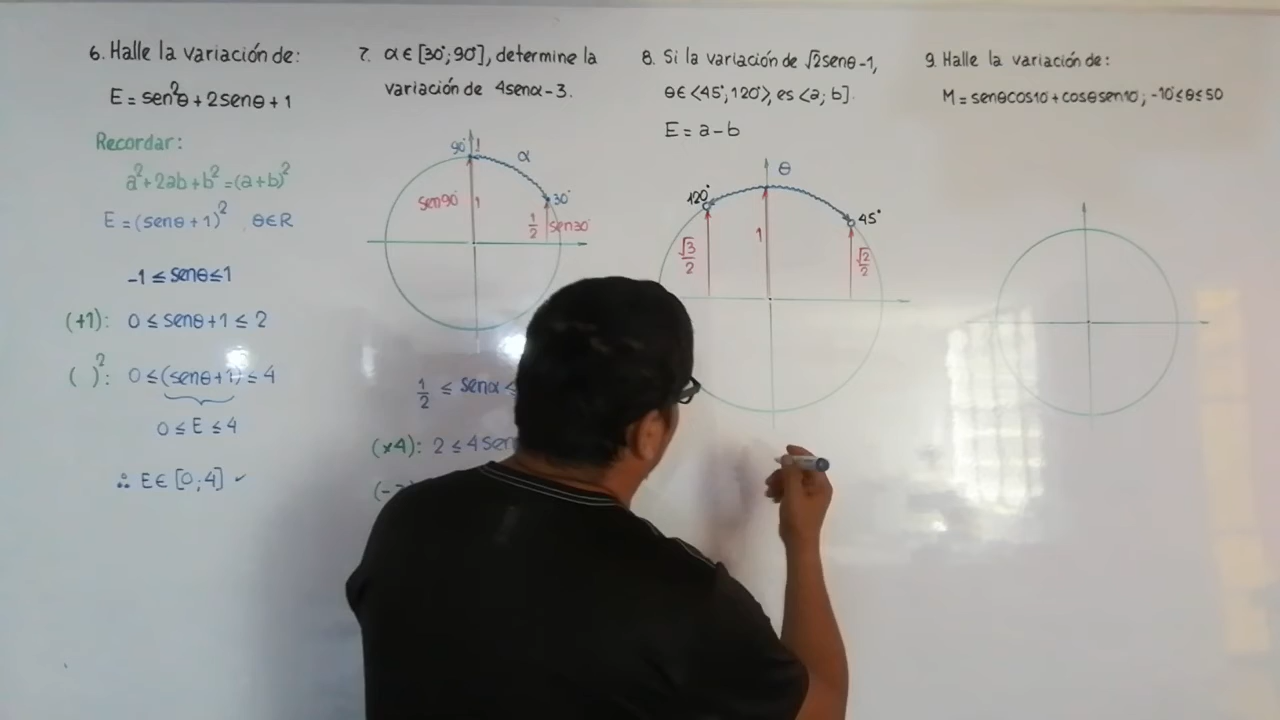 6. Halle la variación de:
E = sen²θ + 2senθ + 1
Recordar:
a² + 2ab + b² = (a+b)²
E = (senθ + 1)² , θ∈R
-1 ≤ senθ ≤ 1
(+1): 0 ≤ senθ + 1 ≤ 2
( )²: 0 ≤ (senθ + 1)² ≤ 4
0 ≤ E ≤ 4
∴ E∈ [0; 4] ✓
7. α∈ [30°; 90°], determine la
variación de 4senα - 3.
90° 1 α
sen90° 1 30°
1/2 sen30°
1/2 ≤ senα ≤
(×4): 2 ≤ 4sen
(-
8. Si la variación de √2senθ - 1,
θ∈ <45°; 120°>, es <a; b].
E = a - b
θ
120° 45°
√3/2 1 √2/2
9. Halle la variación de:
M = senθcos10° + cosθsen10°; -10° ≤ θ ≤ 50